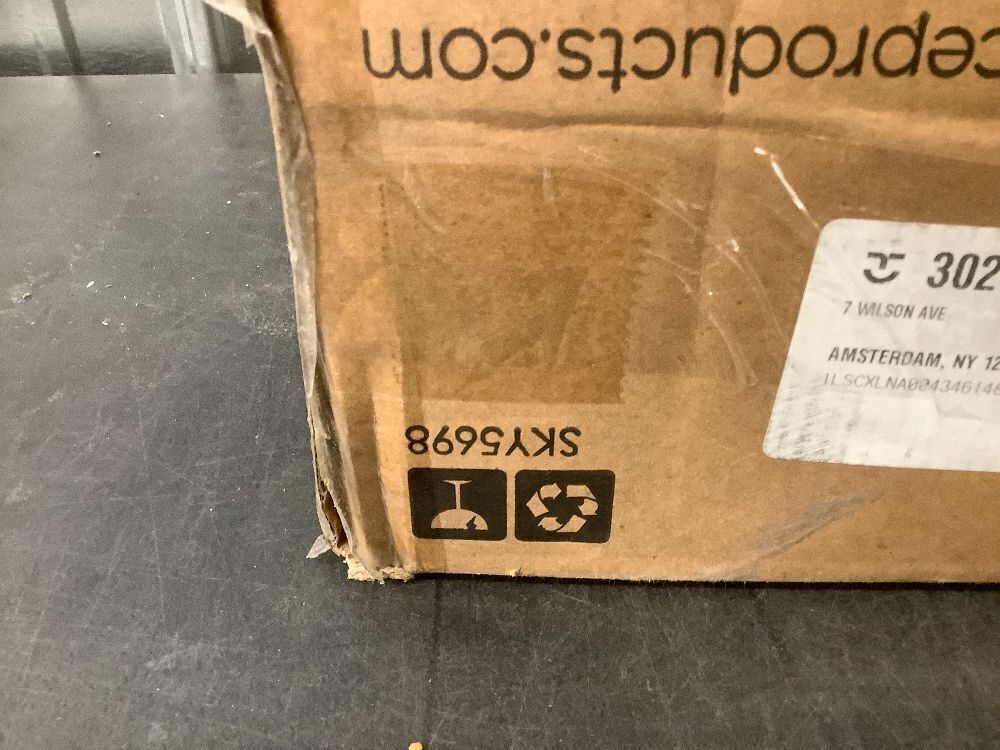 ceproducts.com
302
7 WILSON AVE
AMSTERDAM, NY 12
SKY5698